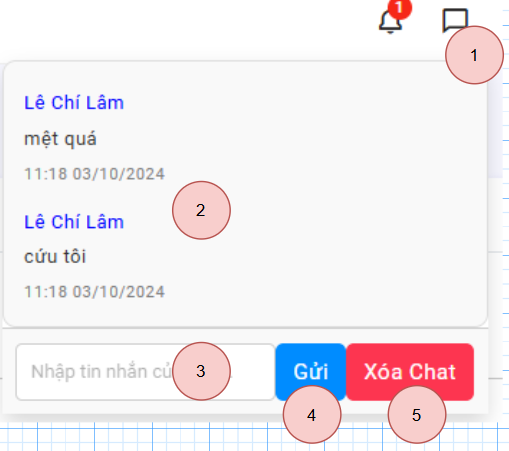 1
1
Lê Chí Lâm
mệt quá
11:18 03/10/2024
2
Lê Chí Lâm
cứu tôi
11:18 03/10/2024
Nhập tin nhắn 3 Gửi Xóa Chat
4 5